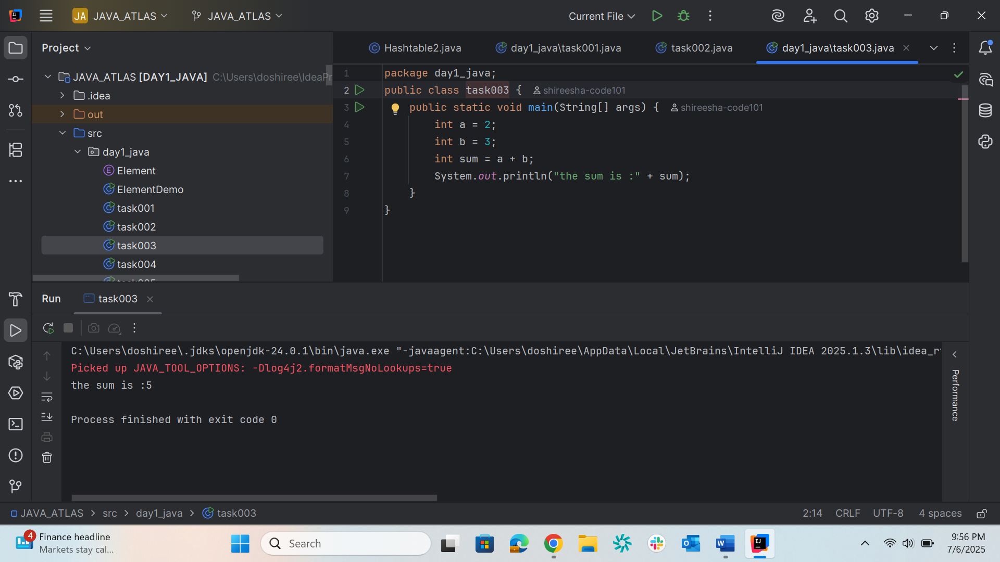 JA JAVA_ATLAS JAVA_ATLAS Current File
Project
JAVA_ATLAS [DAY1_JAVA] C:\Users\doshiree\IdeaPr
.idea
out
src
day1_java
E Element
C ElementDemo
C task001
C task002
C task003
C task004
Hashtable2.java day1_java\task001.java task002.java day1_java\task003.java
1 package day1_java;
2 public class task003 { shireesha-code101
3 public static void main(String[] args) { shireesha-code101
4 int a = 2;
5 int b = 3;
6 int sum = a + b;
7 System.out.println("the sum is :" + sum);
8 }
9 }
Run task003
C:\Users\doshiree\.jdks\openjdk-24.0.1\bin\java.exe "-javaagent:C:\Users\doshiree\AppData\Local\JetBrains\IntelliJ IDEA 2025.1.3\lib\idea_r
Picked up JAVA_TOOL_OPTIONS: -Dlog4j2.formatMsgNoLookups=true
the sum is :5
Process finished with exit code 0
Performance
JAVA_ATLAS > src > day1_java > task003 2:14 CRLF UTF-8 4 spaces
4 Finance headline
Markets stay cal...
Search
9:56 PM
7/6/2025